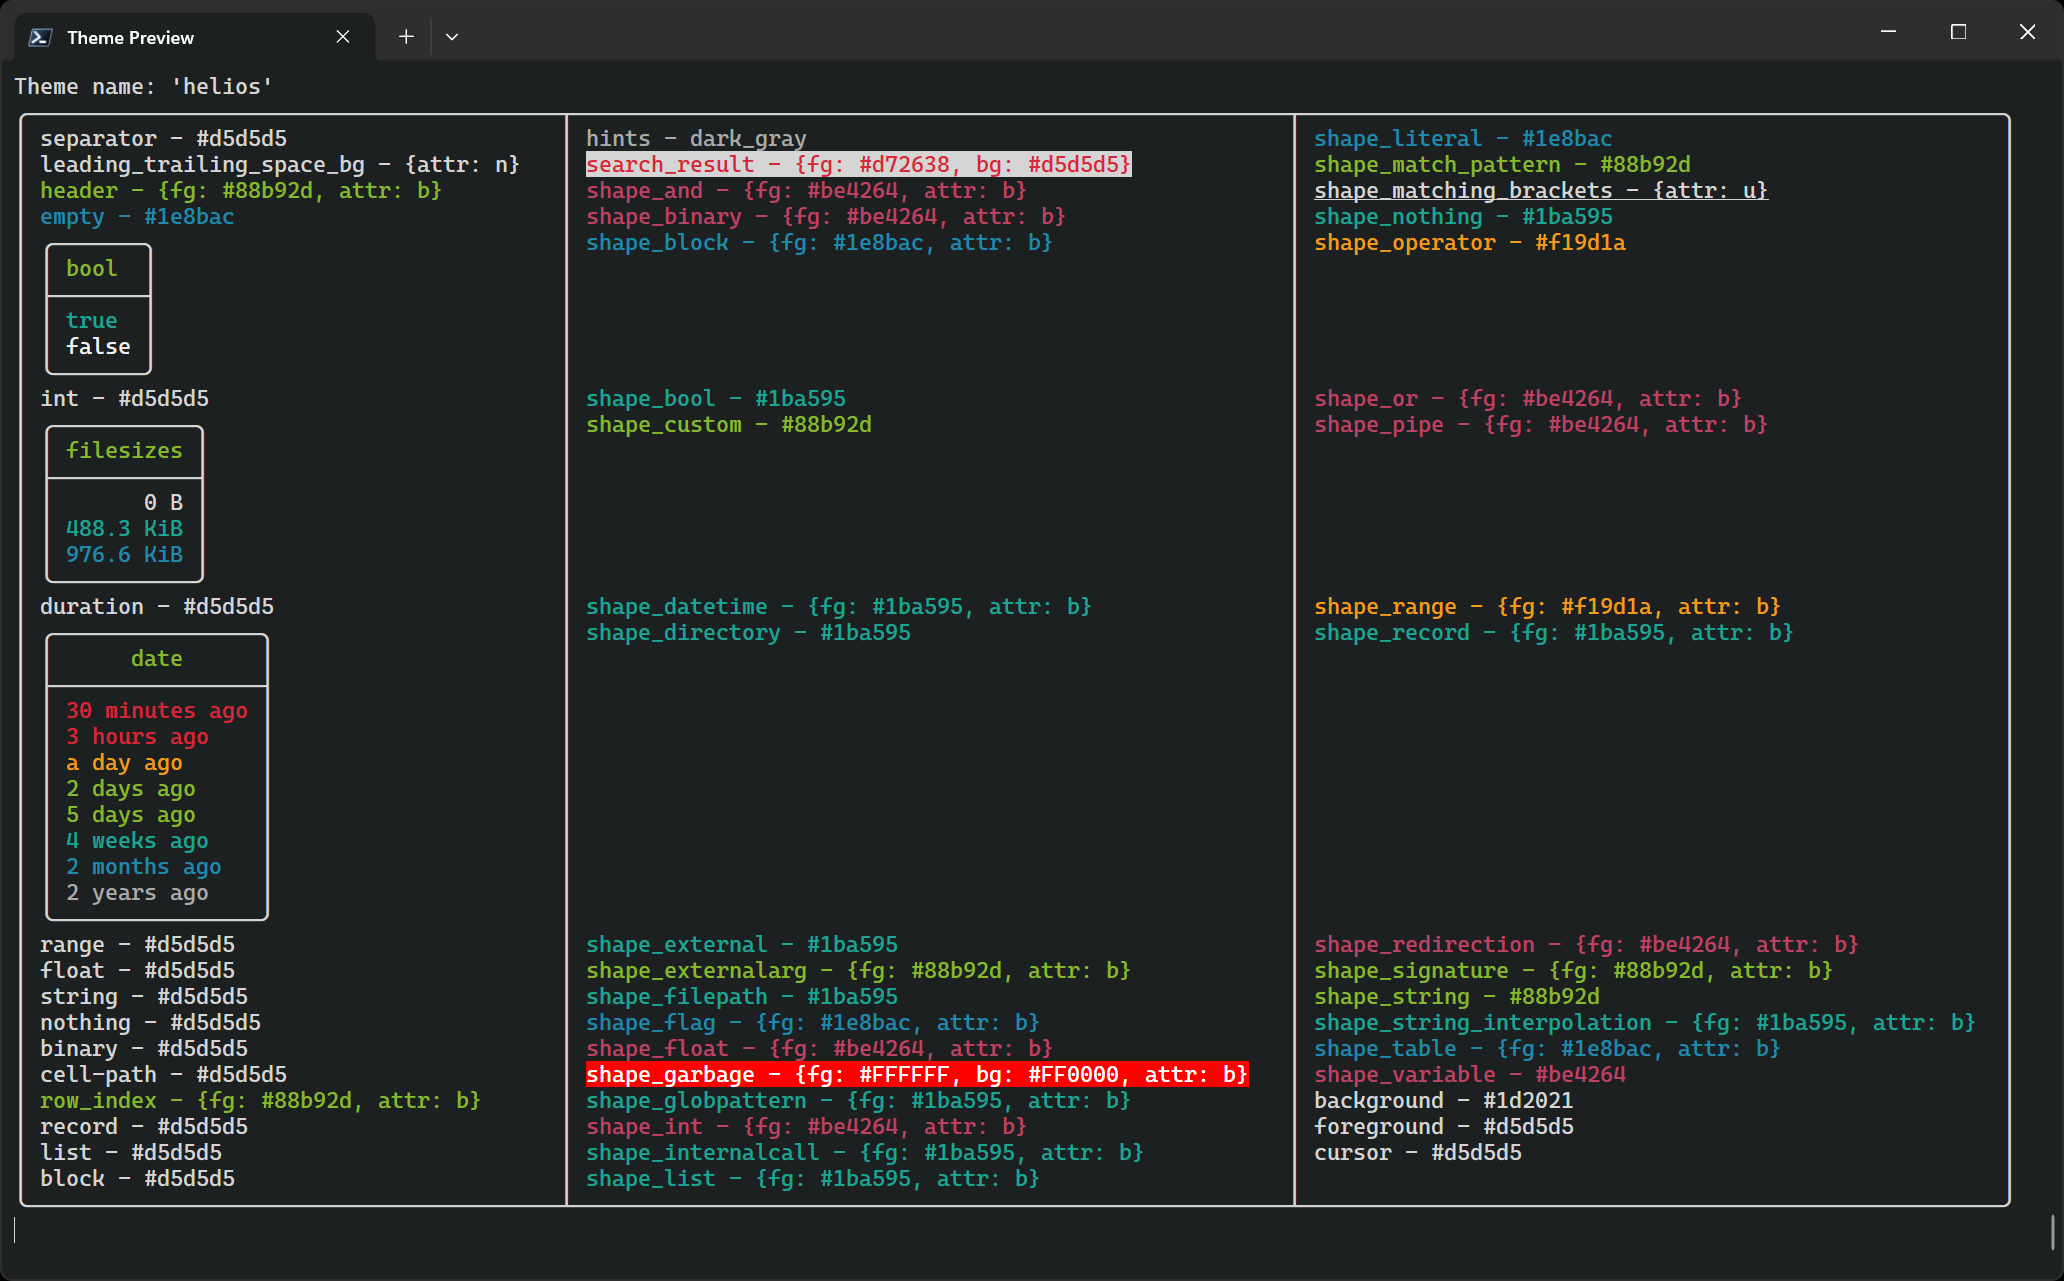 Theme Preview
Theme name: 'helios'
separator - #d5d5d5
leading_trailing_space_bg - {attr: n}
header - {fg: #88b92d, attr: b}
empty - #1e8bac
bool
true
false
int - #d5d5d5
filesizes
0 B
488.3 KiB
976.6 KiB
duration - #d5d5d5
date
30 minutes ago
3 hours ago
a day ago
2 days ago
5 days ago
4 weeks ago
2 months ago
2 years ago
range - #d5d5d5
float - #d5d5d5
string - #d5d5d5
nothing - #d5d5d5
binary - #d5d5d5
cell-path - #d5d5d5
row_index - {fg: #88b92d, attr: b}
record - #d5d5d5
list - #d5d5d5
block - #d5d5d5
hints - dark_gray
search_result - {fg: #d72638, bg: #d5d5d5}
shape_and - {fg: #be4264, attr: b}
shape_binary - {fg: #be4264, attr: b}
shape_block - {fg: #1e8bac, attr: b}
shape_bool - #1ba595
shape_custom - #88b92d
shape_datetime - {fg: #1ba595, attr: b}
shape_directory - #1ba595
shape_external - #1ba595
shape_externalarg - {fg: #88b92d, attr: b}
shape_filepath - #1ba595
shape_flag - {fg: #1e8bac, attr: b}
shape_float - {fg: #be4264, attr: b}
shape_garbage - {fg: #FFFFFF, bg: #FF0000, attr: b}
shape_globpattern - {fg: #1ba595, attr: b}
shape_int - {fg: #be4264, attr: b}
shape_internalcall - {fg: #1ba595, attr: b}
shape_list - {fg: #1ba595, attr: b}
shape_literal - #1e8bac
shape_match_pattern - #88b92d
shape_matching_brackets - {attr: u}
shape_nothing - #1ba595
shape_operator - #f19d1a
shape_or - {fg: #be4264, attr: b}
shape_pipe - {fg: #be4264, attr: b}
shape_range - {fg: #f19d1a, attr: b}
shape_record - {fg: #1ba595, attr: b}
shape_redirection - {fg: #be4264, attr: b}
shape_signature - {fg: #88b92d, attr: b}
shape_string - #88b92d
shape_string_interpolation - {fg: #1ba595, attr: b}
shape_table - {fg: #1e8bac, attr: b}
shape_variable - #be4264
background - #1d2021
foreground - #d5d5d5
cursor - #d5d5d5